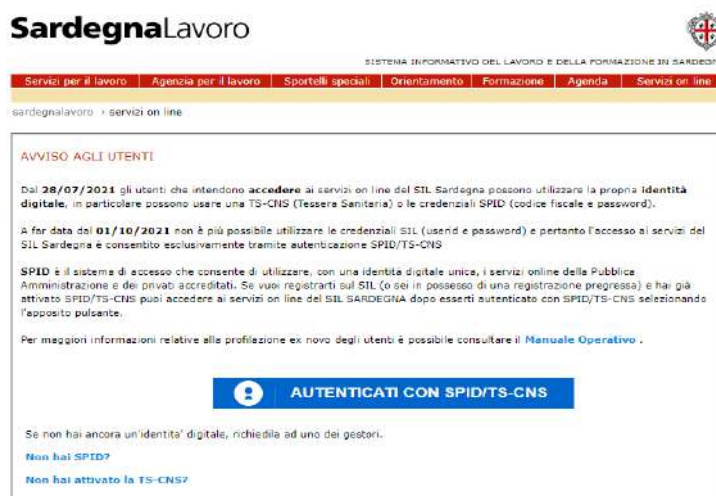 SardegnaLavoro
SISTEMA INFORMATIVO DEL LAVORO E DELLA FORMAZIONE IN SARDEGN
Servizi per il lavoro Agenzia per il lavoro Sportelli speciali Orientamento Formazione Agenda Servizi on line
sardegnalavoro › servizi on line
AVVISO AGLI UTENTI
Dal 28/07/2021 gli utenti che intendono accedere ai servizi on line del SIL Sardegna possono utilizzare la propria identità
digitale, in particolare possono usare una TS-CNS (Tessera Sanitaria) o le credenziali SPID (codice fiscale e password).
A far data dal 01/10/2021 non è più possibile utilizzare le credenziali SIL (userid e password) e pertanto l'accesso ai servizi del
SIL Sardegna è consentito esclusivamente tramite autenticazione SPID/TS-CNS
SPID è il sistema di accesso che consente di utilizzare, con una identità digitale unica, i servizi online della Pubblica
Amministrazione e dei privati accreditati. Se vuoi registrarti sul SIL (o sei in possesso di una registrazione pregressa) e hai già
attivato SPID/TS-CNS puoi accedere ai servizi on line del SIL SARDEGNA dopo esserti autenticato con SPID/TS-CNS selezionando
l'apposito pulsante.
Per maggiori informazioni relative alla profilazione ex novo degli utenti è possibile consultare il Manuale Operativo .
AUTENTICATI CON SPID/TS-CNS
Se non hai ancora un'identita' digitale, richiedila ad uno dei gestori.
Non hai SPID?
Non hai attivato la TS-CNS?